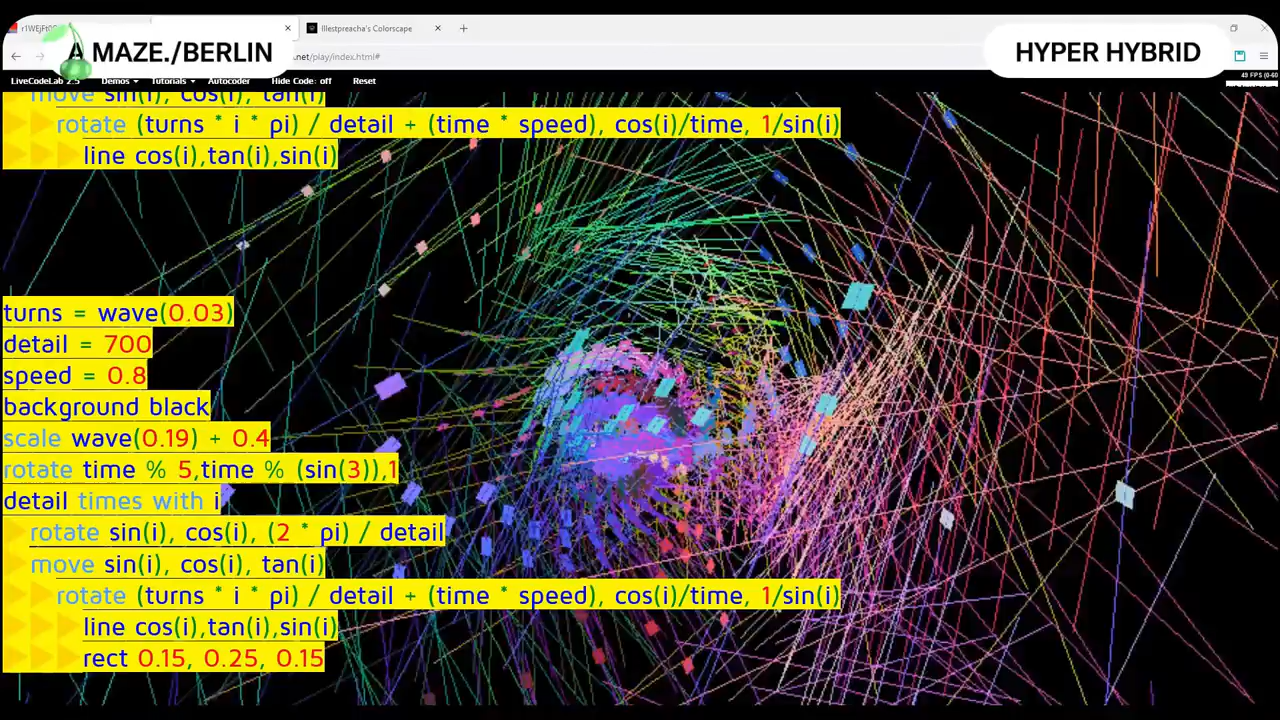 Illestpreacha's Colorscape
A MAZE./BERLIN
.net/play/index.html#
HYPER HYBRID
LiveCodeLab 2.5 Demos Tutorials Autocoder Hide Code: off Reset
move sin(i), cos(i), tan(i)
rotate (turns * i * pi) / detail + (time * speed), cos(i)/time, 1/sin(i)
line cos(i),tan(i),sin(i)
turns = wave(0.03)
detail = 700
speed = 0.8
background black
scale wave(0.19) + 0.4
rotate time % 5,time % (sin(3)),1
detail times with i
rotate sin(i), cos(i), (2 * pi) / detail
move sin(i), cos(i), tan(i)
rotate (turns * i * pi) / detail + (time * speed), cos(i)/time, 1/sin(i)
line cos(i),tan(i),sin(i)
rect 0.15, 0.25, 0.15